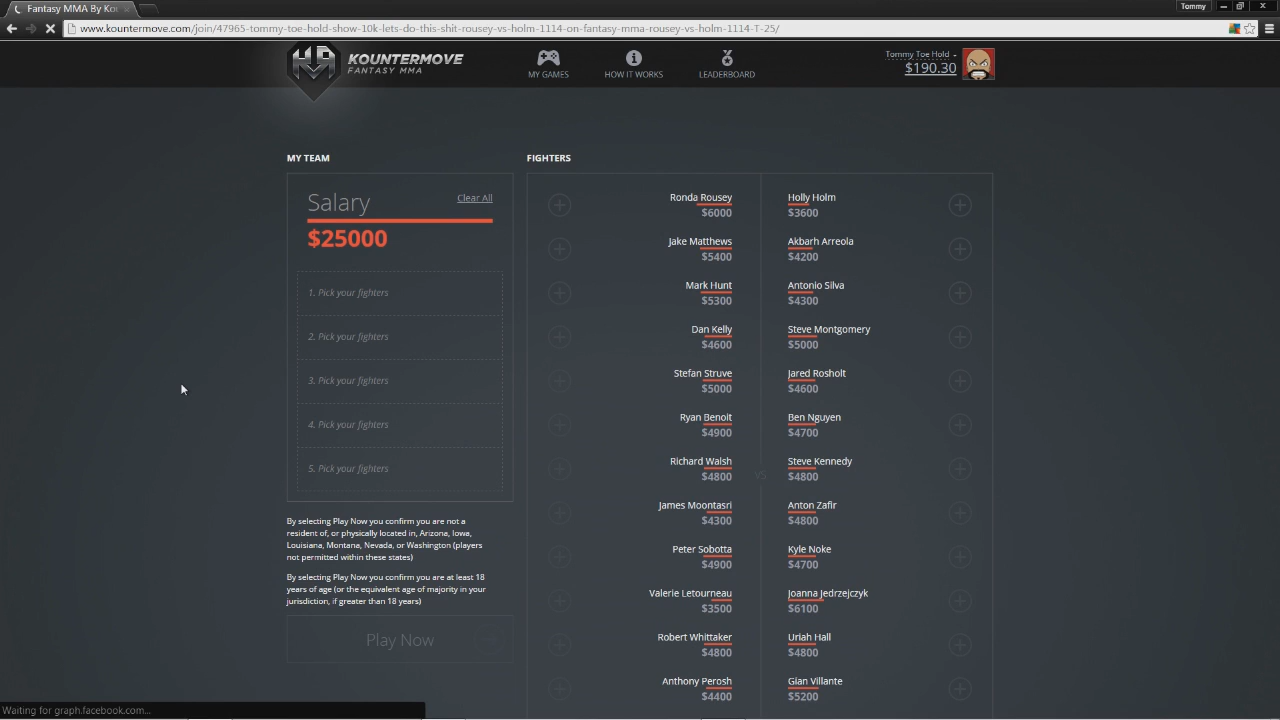 Fantasy MMA By Kou
Tommy
www.kountermove.com/join/47965-tommy-toe-hold-show-10k-lets-do-this-shit-rousey-vs-holm-1114-on-fantasy-mma-rousey-vs-holm-1114-T-25/
KOUNTERMOVE
FANTASY MMA
MY GAMES
HOW IT WORKS
LEADERBOARD
Tommy Toe Hold
$190.30
MY TEAM
FIGHTERS
Salary
Clear All
$25000
1. Pick your fighters
2. Pick your fighters
3. Pick your fighters
4. Pick your fighters
5. Pick your fighters
By selecting Play Now you confirm you are not a
resident of, or physically located in, Arizona, Iowa,
Louisiana, Montana, Nevada, or Washington (players
not permitted within these states)
By selecting Play Now you confirm you are at least 18
years of age (or the equivalent age of majority in your
jurisdiction, if greater than 18 years)
Play Now
Ronda Rousey
$6000
Holly Holm
$3600
Jake Matthews
$5400
Akbarh Arreola
$4200
Mark Hunt
$5300
Antonio Silva
$4300
Dan Kelly
$4600
Steve Montgomery
$5000
Stefan Struve
$5000
Jared Rosholt
$4600
Ryan Benoit
$4900
Ben Nguyen
$4700
Richard Walsh
$4800
VS
Steve Kennedy
$4800
James Moontasri
$4300
Anton Zafir
$4800
Peter Sobotta
$4900
Kyle Noke
$4700
Valerie Letourneau
$3500
Joanna Jedrzejczyk
$6100
Robert Whittaker
$4800
Uriah Hall
$4800
Anthony Perosh
$4400
Gian Villante
$5200
Waiting for graph.facebook.com...